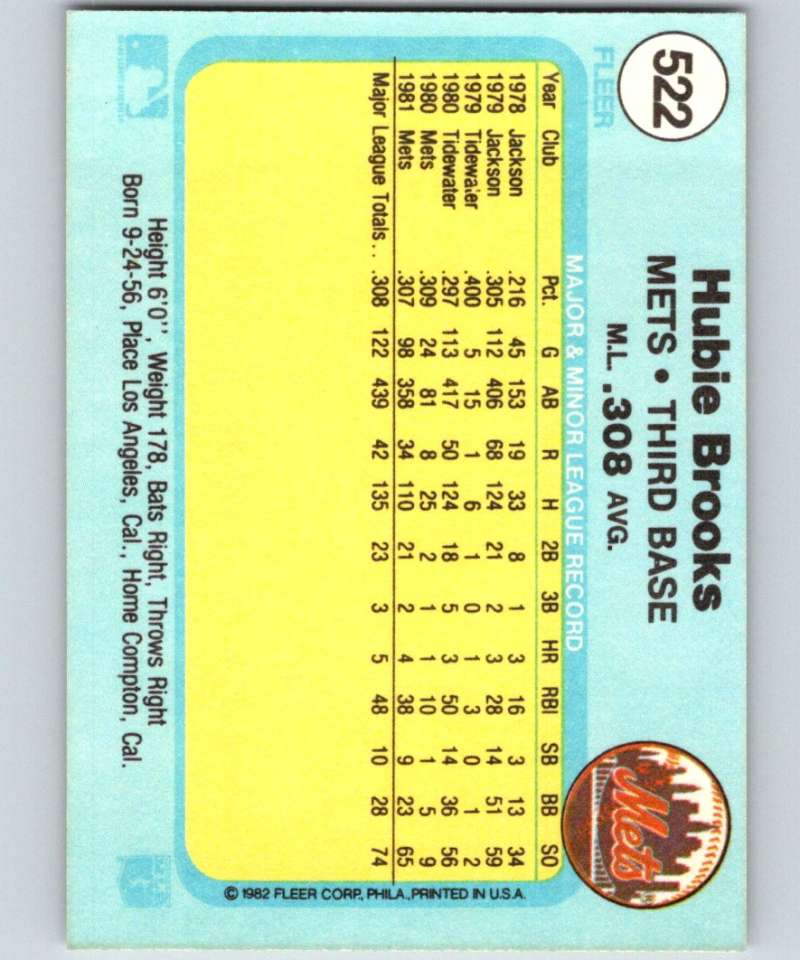 522
FLEER
Hubie Brooks
METS • THIRD BASE
M.L. .308 AVG.
Mets
MAJOR & MINOR LEAGUE RECORD
Year Club Pct. G AB R H 2B 3B HR RBI SB BB SO
1978 Jackson .216 45 153 19 33 8 1 3 16 3 13 34
1979 Jackson .305 112 406 68 124 21 2 3 28 14 51 59
1979 Tidewater .400 5 15 1 6 1 0 1 3 0 1 2
1980 Tidewater .297 113 417 50 124 18 5 3 50 14 36 56
1980 Mets .309 24 81 8 25 2 1 1 10 1 5 9
1981 Mets .307 98 358 34 110 21 2 4 38 9 23 65
Major League Totals . . .308 122 439 42 135 23 3 5 48 10 28 74
Height 6'0'', Weight 178, Bats Right, Throws Right
Born 9-24-56, Place Los Angeles, Cal., Home Compton, Cal.
© 1982 FLEER CORP., PHILA., PRINTED IN U.S.A.